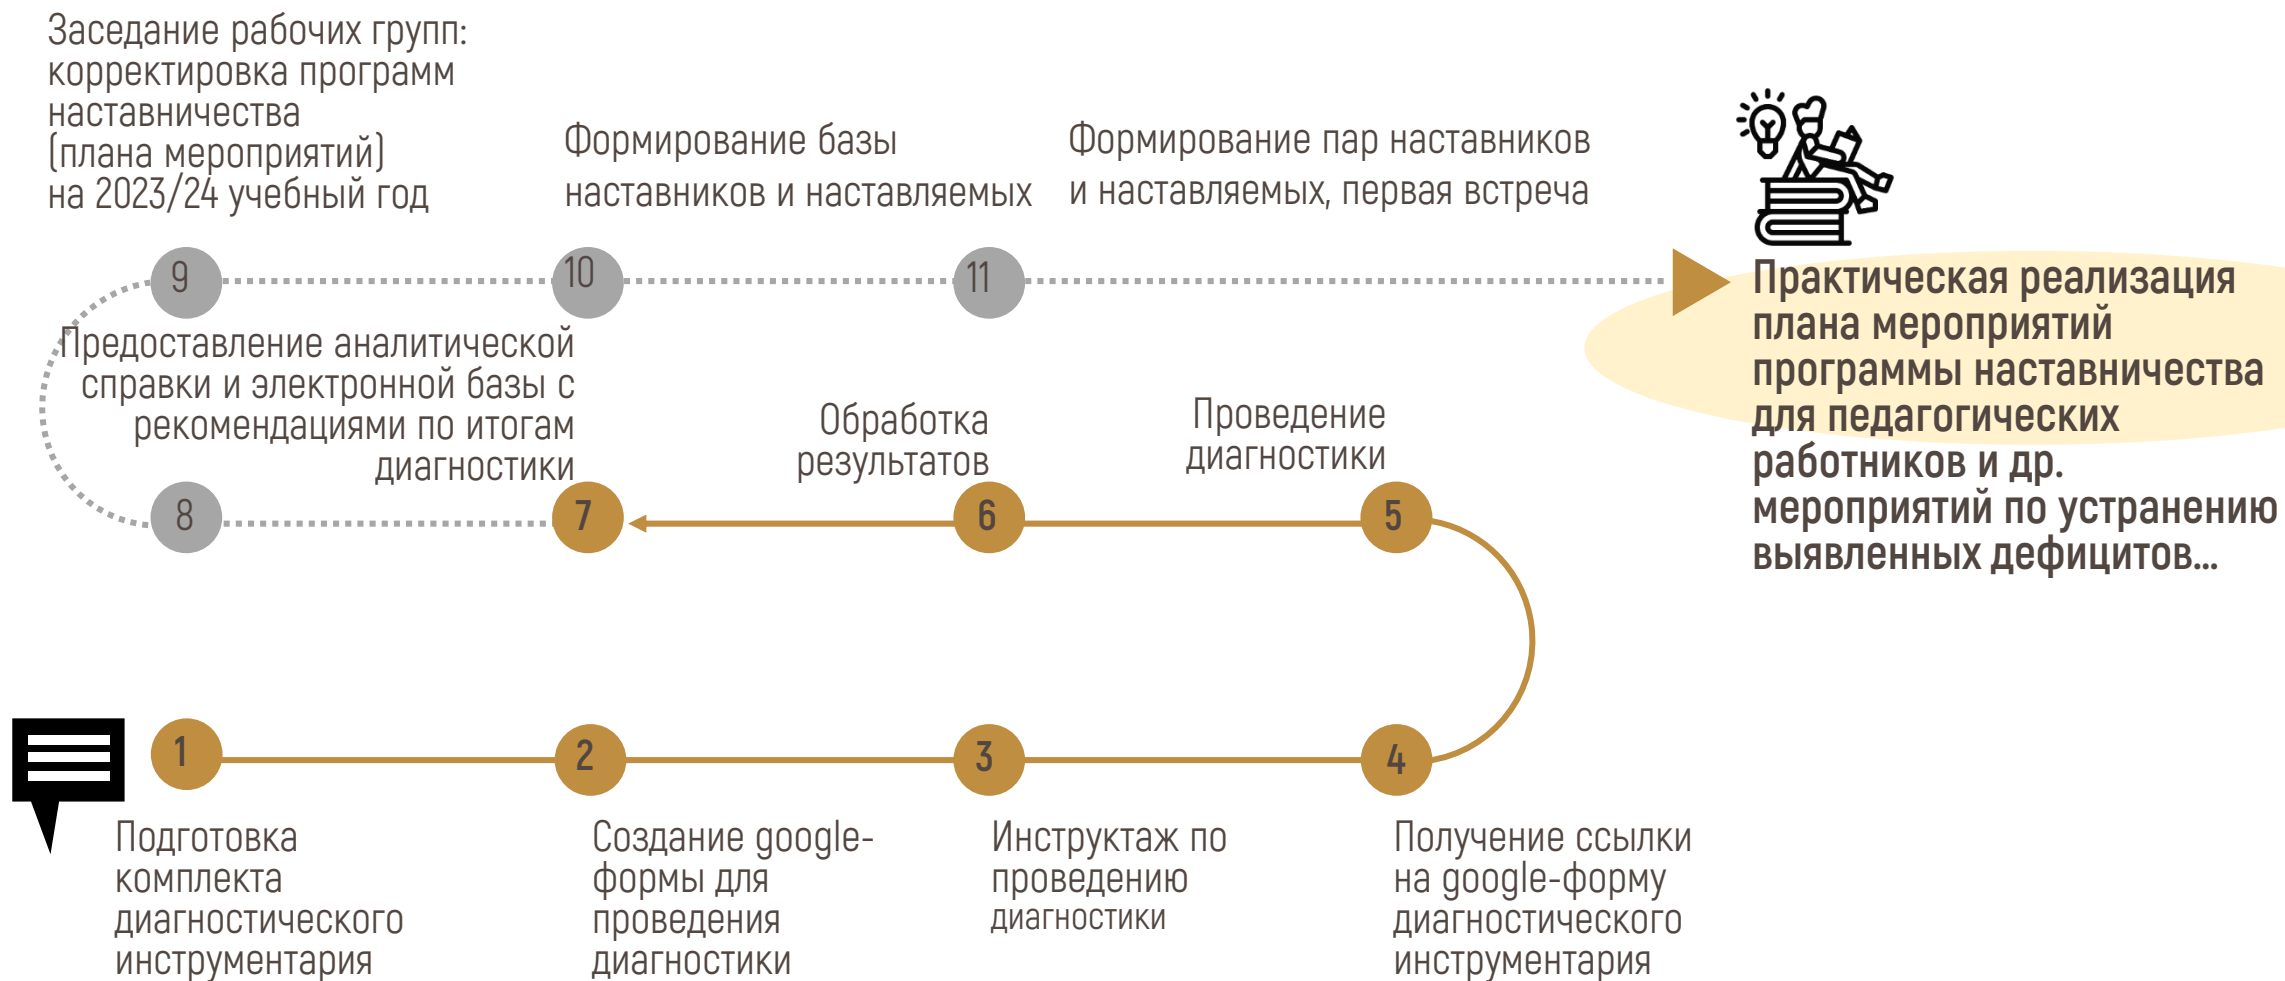 Заседание рабочих групп:
корректировка программ
наставничества
(плана мероприятий)
на 2023/24 учебный год
Формирование базы
наставников и наставляемых
Формирование пар наставников
и наставляемых, первая встреча
9
10
11
Практическая реализация
плана мероприятий
программы наставничества
для педагогических
работников и др.
мероприятий по устранению
выявленных дефицитов...
Предоставление аналитической
справки и электронной базы с
рекомендациями по итогам
диагностики
Обработка
результатов
Проведение
диагностики
8
7
6
5
1
2
3
4
Подготовка
комплекта
диагностического
инструментария
Создание google-
формы для
проведения
диагностики
Инструктаж по
проведению
диагностики
Получение ссылки
на google-форму
диагностического
инструментария